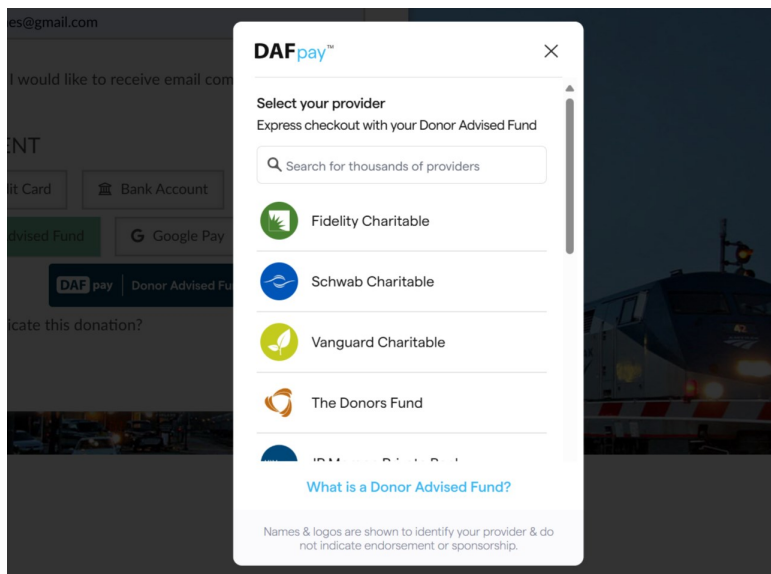 es@gmail.com
I would like to receive email com
ENT
dit Card
Bank Account
dvised Fund
G Google Pay
DAF pay | Donor Advised Fu
icate this donation?
DAFpay™
Select your provider
Express checkout with your Donor Advised Fund
Search for thousands of providers
Fidelity Charitable
Schwab Charitable
Vanguard Charitable
The Donors Fund
What is a Donor Advised Fund?
Names & logos are shown to identify your provider & do
not indicate endorsement or sponsorship.
42